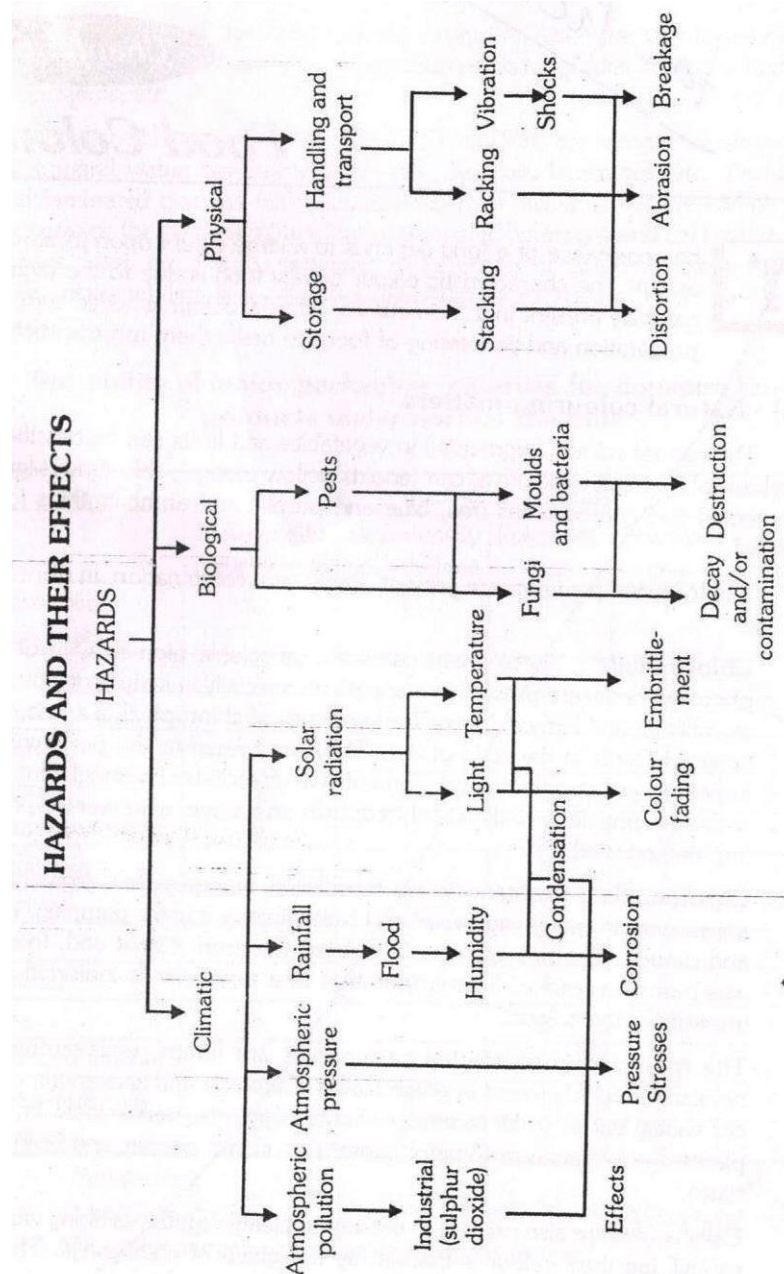 HAZARDS AND THEIR EFFECTS
HAZARDS
Climatic
Biological
Physical
Atmospheric
pollution
Atmospheric
pressure
Rainfall
Solar
radiation
Pests
Storage
Handling and
transport
Flood
Industrial
(sulphur
dioxide)
Humidity
Light
Temperature
Fungi
Moulds
and bacteria
Stacking
Racking
Vibration
Shocks
Condensation
Effects
Pressure
Stresses
Corrosion
Colour
fading
Embrittle-
ment
Decay
Destruction
and/or
contamination
Distortion
Abrasion
Breakage